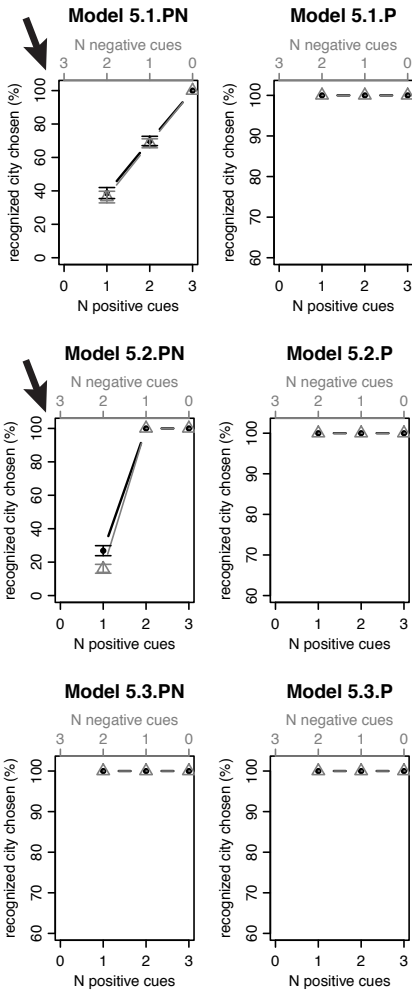 Model 5.1.PN
N negative cues
3 2 1 0
recognized city chosen (%)
100
80
60
40
20
0
0 1 2 3
N positive cues
Model 5.1.P
N negative cues
3 2 1 0
recognized city chosen (%)
100
90
80
70
60
0 1 2 3
N positive cues
Model 5.2.PN
N negative cues
3 2 1 0
recognized city chosen (%)
100
80
60
40
20
0
0 1 2 3
N positive cues
Model 5.2.P
N negative cues
3 2 1 0
recognized city chosen (%)
100
90
80
70
60
0 1 2 3
N positive cues
Model 5.3.PN
N negative cues
3 2 1 0
recognized city chosen (%)
100
90
80
70
60
0 1 2 3
N positive cues
Model 5.3.P
N negative cues
3 2 1 0
recognized city chosen (%)
100
90
80
70
60
0 1 2 3
N positive cues